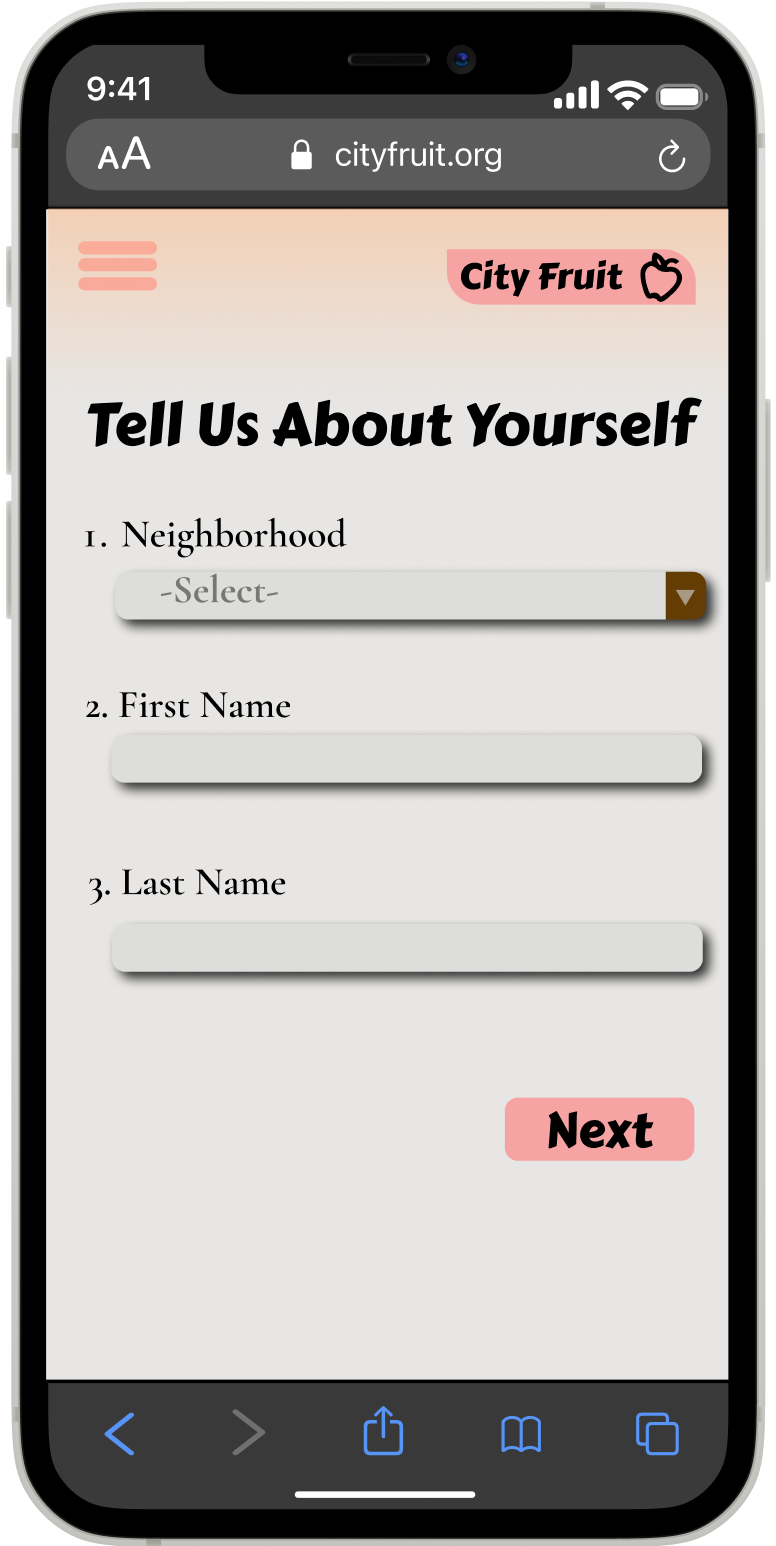 9:41
AA cityfruit.org
City Fruit
Tell Us About Yourself
1. Neighborhood
-Select-
2. First Name
3. Last Name
Next